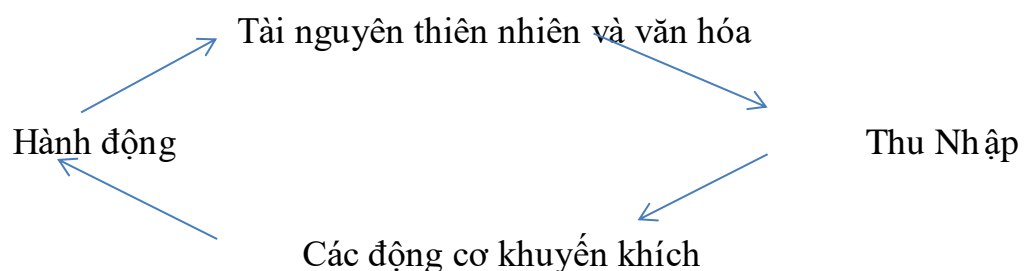 Tài nguyên thiên nhiên và văn hóa
Hành động Thu Nhập
Các động cơ khuyến khích